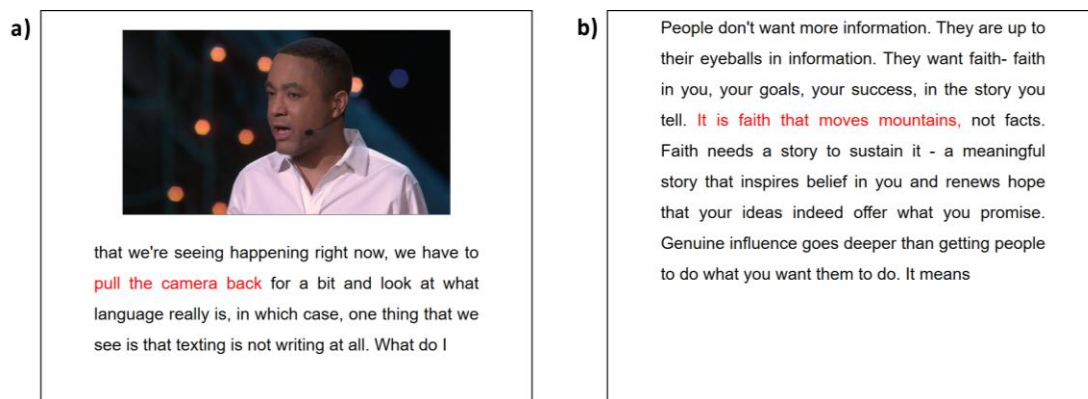 a)
that we're seeing happening right now, we have to
pull the camera back for a bit and look at what
language really is, in which case, one thing that we
see is that texting is not writing at all. What do I
b)
People don't want more information. They are up to
their eyeballs in information. They want faith- faith
in you, your goals, your success, in the story you
tell. It is faith that moves mountains, not facts.
Faith needs a story to sustain it - a meaningful
story that inspires belief in you and renews hope
that your ideas indeed offer what you promise.
Genuine influence goes deeper than getting people
to do what you want them to do. It means